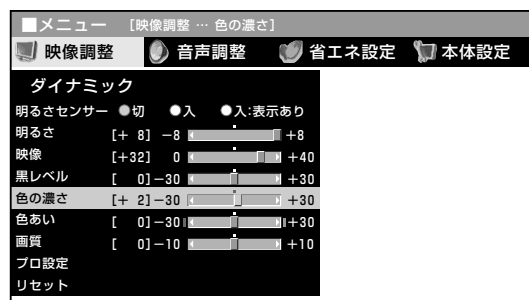 ■メニュー ［映像調整 … 色の濃さ］
映像調整 音声調整 省エネ設定 本体設定
ダイナミック
明るさセンサー ●切 ●入 ●入:表示あり
明るさ [+ 8] −8 +8
映像 [+32] 0 +40
黒レベル [ 0] −30 +30
色の濃さ [+ 2] −30 +30
色あい [ 0] −30 +30
画質 [ 0] −10 +10
プロ設定
リセット